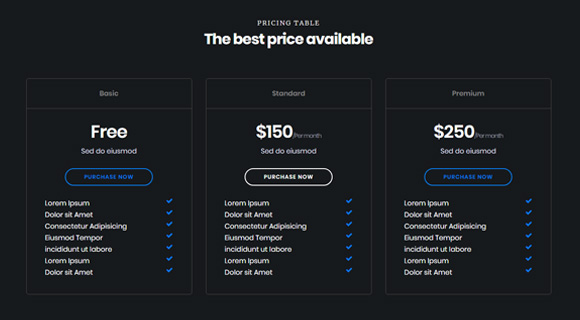 PRICING TABLE
The best price available
Basic
Free
Sed do eiusmod
PURCHASE NOW
Lorem Ipsum
Dolor sit Amet
Consectetur Adipisicing
Eiusmod Tempor
incididunt ut labore
Lorem Ipsum
Dolor sit Amet
Standard
$150/Per month
Sed do eiusmod
PURCHASE NOW
Lorem Ipsum
Dolor sit Amet
Consectetur Adipisicing
Eiusmod Tempor
incididunt ut labore
Lorem Ipsum
Dolor sit Amet
Premium
$250/Per month
Sed do eiusmod
PURCHASE NOW
Lorem Ipsum
Dolor sit Amet
Consectetur Adipisicing
Eiusmod Tempor
incididunt ut labore
Lorem Ipsum
Dolor sit Amet